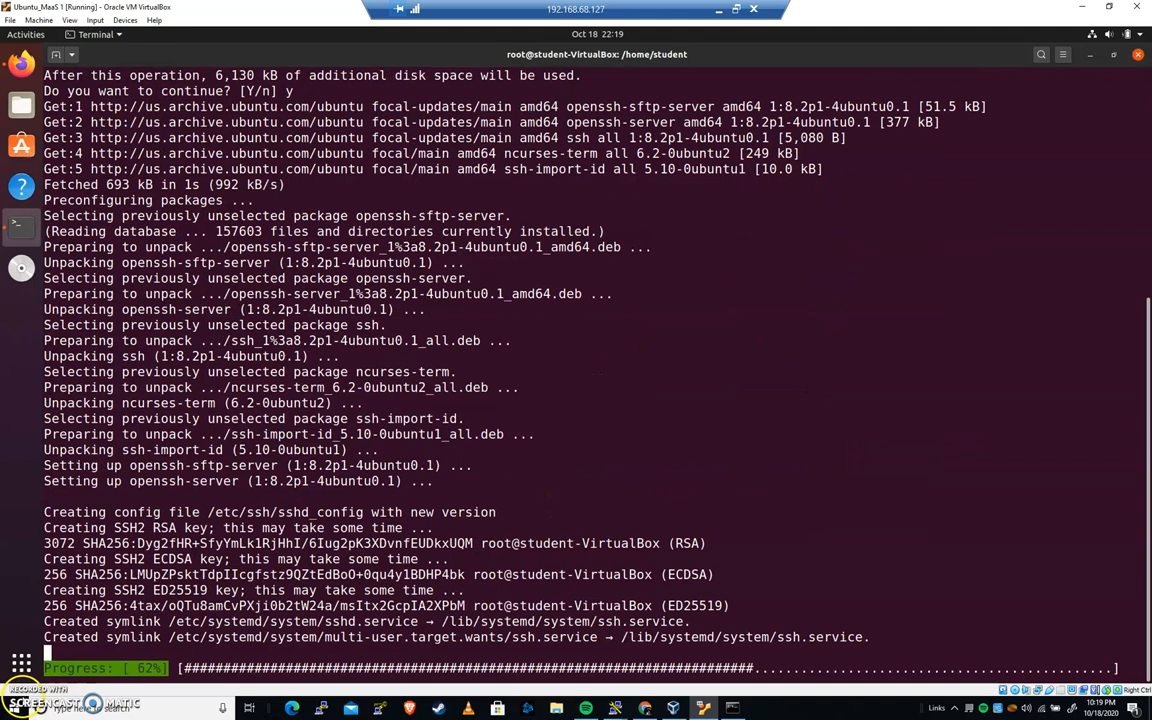 Ubuntu_MaaS 1 [Running] - Oracle VM VirtualBox
192.168.68.127
File Machine View Input Devices Help
Activities Terminal Oct 18 22:19
root@student-VirtualBox: /home/student
After this operation, 6,130 kB of additional disk space will be used.
Do you want to continue? [Y/n] y
Get:1 http://us.archive.ubuntu.com/ubuntu focal-updates/main amd64 openssh-sftp-server amd64 1:8.2p1-4ubuntu0.1 [51.5 kB]
Get:2 http://us.archive.ubuntu.com/ubuntu focal-updates/main amd64 openssh-server amd64 1:8.2p1-4ubuntu0.1 [377 kB]
Get:3 http://us.archive.ubuntu.com/ubuntu focal-updates/main amd64 ssh all 1:8.2p1-4ubuntu0.1 [5,080 B]
Get:4 http://us.archive.ubuntu.com/ubuntu focal/main amd64 ncurses-term all 6.2-0ubuntu2 [249 kB]
Get:5 http://us.archive.ubuntu.com/ubuntu focal/main amd64 ssh-import-id all 5.10-0ubuntu1 [10.0 kB]
Fetched 693 kB in 1s (992 kB/s)
Preconfiguring packages ...
Selecting previously unselected package openssh-sftp-server.
(Reading database ... 157603 files and directories currently installed.)
Preparing to unpack .../openssh-sftp-server_1%3a8.2p1-4ubuntu0.1_amd64.deb ...
Unpacking openssh-sftp-server (1:8.2p1-4ubuntu0.1) ...
Selecting previously unselected package openssh-server.
Preparing to unpack .../openssh-server_1%3a8.2p1-4ubuntu0.1_amd64.deb ...
Unpacking openssh-server (1:8.2p1-4ubuntu0.1) ...
Selecting previously unselected package ssh.
Preparing to unpack .../ssh_1%3a8.2p1-4ubuntu0.1_all.deb ...
Unpacking ssh (1:8.2p1-4ubuntu0.1) ...
Selecting previously unselected package ncurses-term.
Preparing to unpack .../ncurses-term_6.2-0ubuntu2_all.deb ...
Unpacking ncurses-term (6.2-0ubuntu2) ...
Selecting previously unselected package ssh-import-id.
Preparing to unpack .../ssh-import-id_5.10-0ubuntu1_all.deb ...
Unpacking ssh-import-id (5.10-0ubuntu1) ...
Setting up openssh-sftp-server (1:8.2p1-4ubuntu0.1) ...
Setting up openssh-server (1:8.2p1-4ubuntu0.1) ...
Creating config file /etc/ssh/sshd_config with new version
Creating SSH2 RSA key; this may take some time ...
3072 SHA256:Dyg2fHR+SfyYmLk1RjHhI/6Iug2pK3XDvnfEUDkxUQM root@student-VirtualBox (RSA)
Creating SSH2 ECDSA key; this may take some time ...
256 SHA256:LMUpZPsktTdpIIcgfstz9QZtEdBoO+0qu4y1BDHP4bk root@student-VirtualBox (ECDSA)
Creating SSH2 ED25519 key; this may take some time ...
256 SHA256:4tax/oQTu8amCvPXji0b2tW24a/msItx2GcpIA2XPbM root@student-VirtualBox (ED25519)
Created symlink /etc/systemd/system/sshd.service → /lib/systemd/system/ssh.service.
Created symlink /etc/systemd/system/multi-user.target.wants/ssh.service → /lib/systemd/system/ssh.service.
Progress: [ 62%] [##########################################################################..............................................]
Right Ctrl
RECORDED WITH
SCREENCAST MATIC
here to search
Links
10:19 PM
10/18/2020